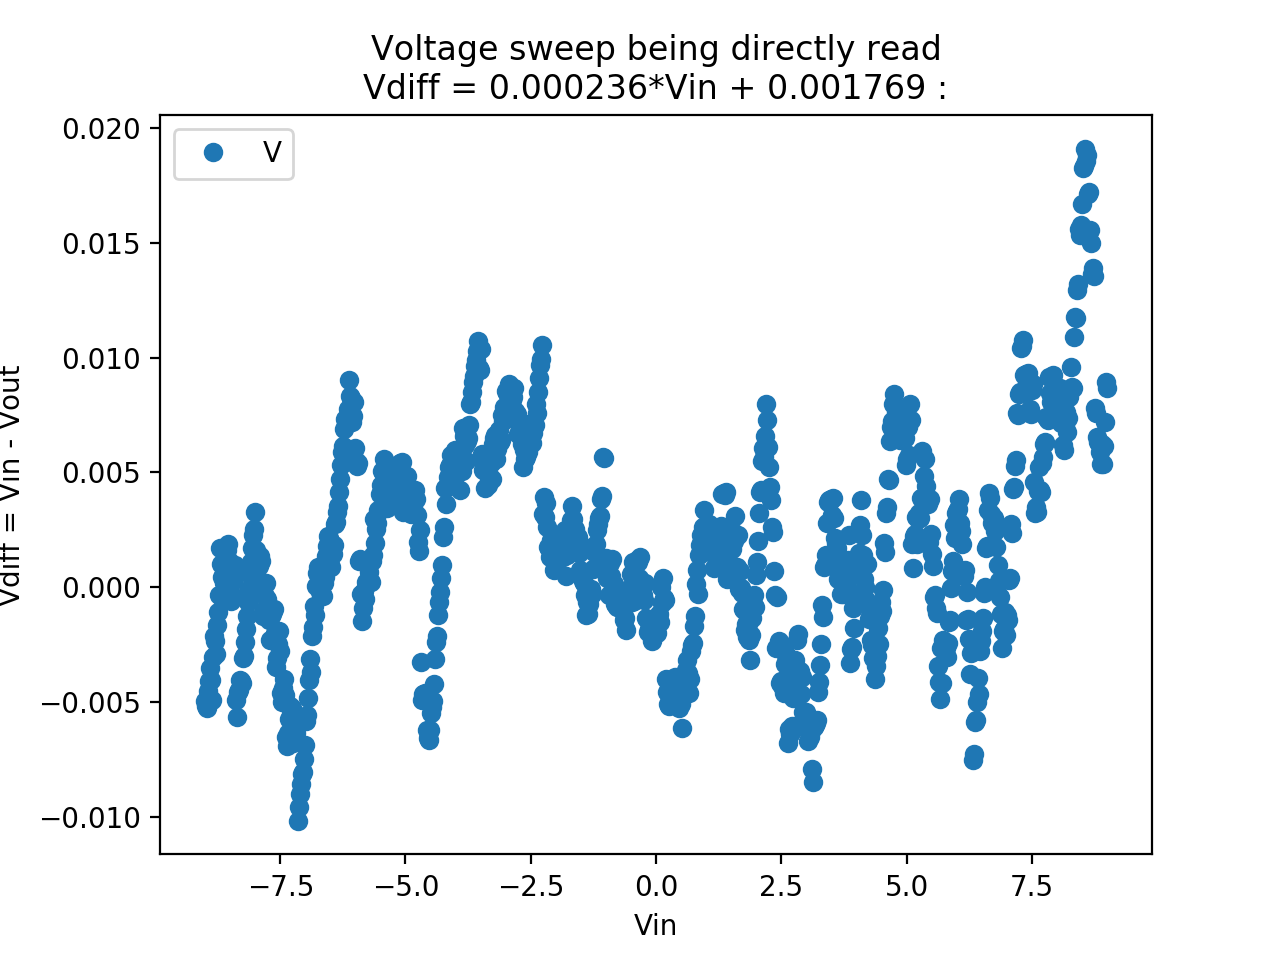 Voltage sweep being directly read
Vdiff = 0.000236*Vin + 0.001769 :
V
0.020
0.015
0.010
0.005
0.000
−0.005
−0.010
Vdiff = Vin - Vout
−7.5 −5.0 −2.5 0.0 2.5 5.0 7.5
Vin